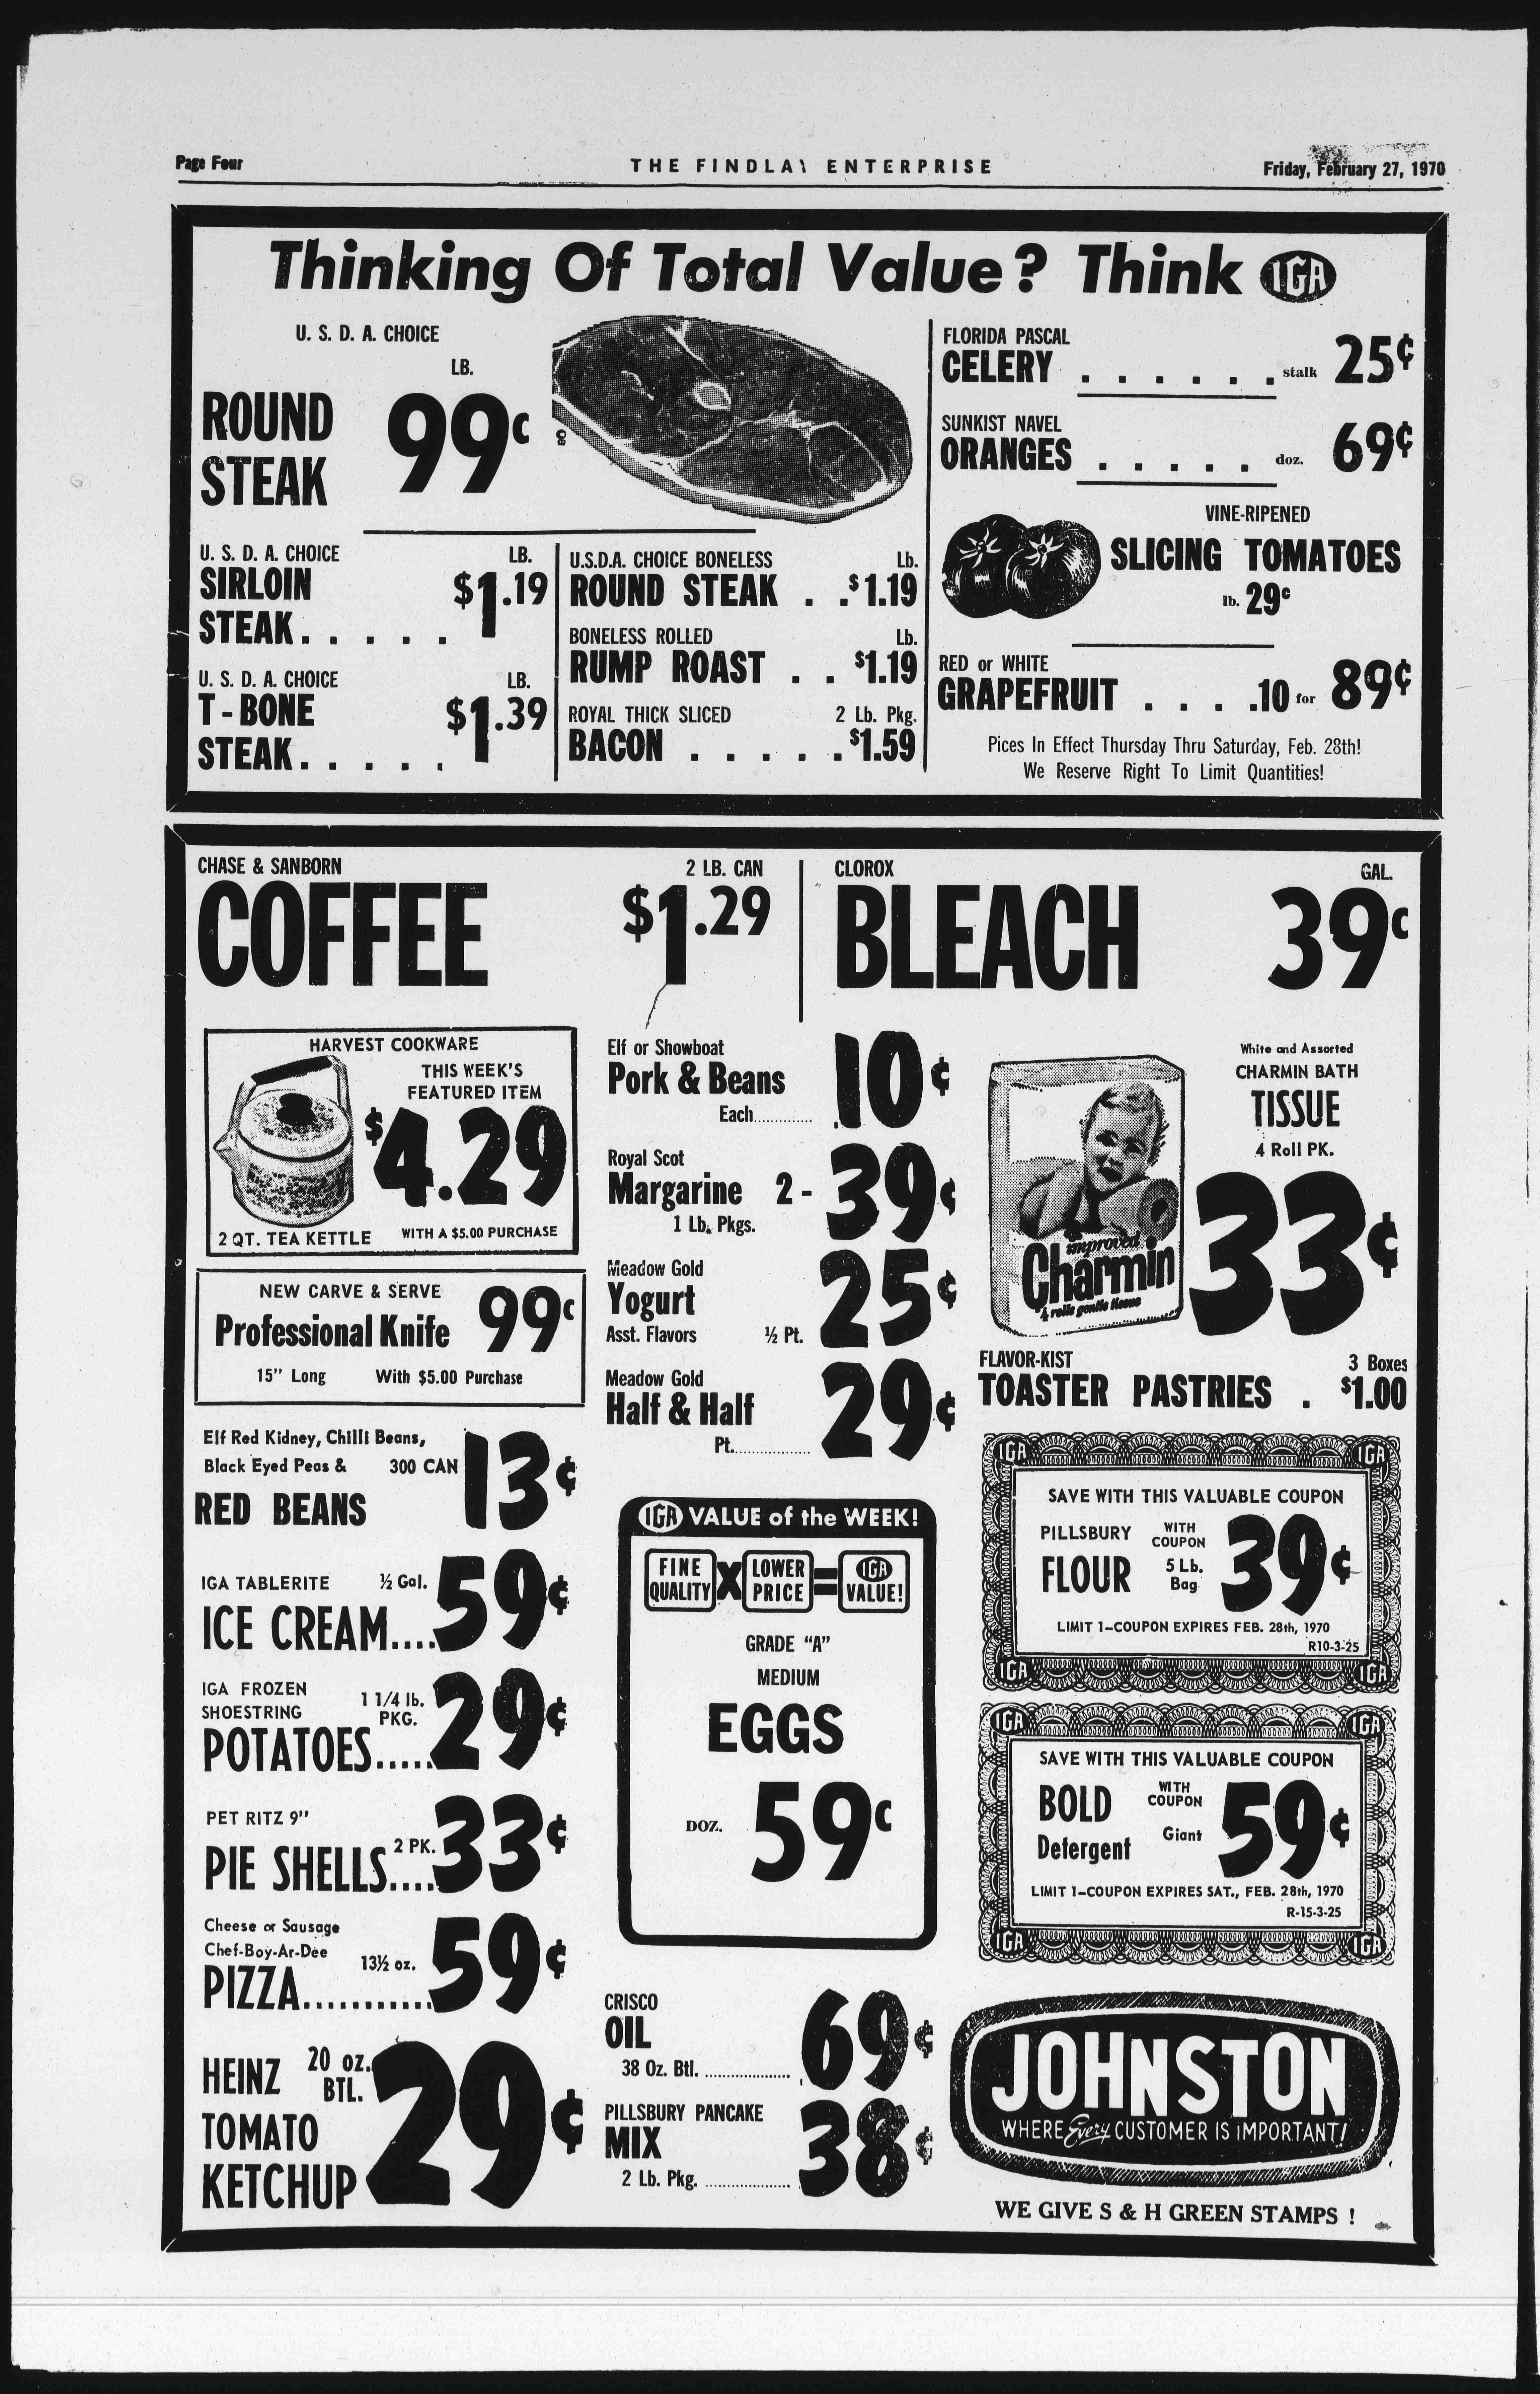 Page Four
THE FINDLAY ENTERPRISE
Friday, February 27, 1970
Thinking Of Total Value? Think IGA
U. S. D. A. CHOICE
LB.
ROUND
STEAK
99¢
U. S. D. A. CHOICE
LB.
SIRLOIN
STEAK. . . . . $1.19
U. S. D. A. CHOICE
LB.
T-BONE
STEAK. . . . . $1.39
U.S.D.A. CHOICE BONELESS Lb.
ROUND STEAK . . $1.19
BONELESS ROLLED Lb.
RUMP ROAST . . $1.19
ROYAL THICK SLICED 2 Lb. Pkg.
BACON . . . . . . $1.59
FLORIDA PASCAL
CELERY . . . . . . stalk 25¢
SUNKIST NAVEL
ORANGES . . . . . doz. 69¢
VINE-RIPENED
SLICING TOMATOES
lb. 29¢
RED or WHITE
GRAPEFRUIT . . . . 10 for 89¢
Pices In Effect Thursday Thru Saturday, Feb. 28th!
We Reserve Right To Limit Quantities!
CHASE & SANBORN
2 LB. CAN
COFFEE $1.29
CLOROX
GAL.
BLEACH 39¢
HARVEST COOKWARE
THIS WEEK'S
FEATURED ITEM
$4.29
2 QT. TEA KETTLE
WITH A $5.00 PURCHASE
NEW CARVE & SERVE
Professional Knife 99¢
15" Long With $5.00 Purchase
Elf Red Kidney, Chilli Beans,
Black Eyed Peas & 300 CAN
RED BEANS 13¢
IGA TABLERITE ½ Gal.
ICE CREAM.... 59¢
IGA FROZEN
SHOESTRING 1 1/4 lb.
PKG.
POTATOES..... 29¢
PET RITZ 9"
2 PK.
PIE SHELLS.... 33¢
Cheese or Sausage
Chef-Boy-Ar-Dee 13½ oz.
PIZZA........... 59¢
HEINZ 20 oz.
BTL.
TOMATO
KETCHUP 29¢
Elf or Showboat
Pork & Beans
Each............. 10¢
Royal Scot
Margarine 2 - 39¢
1 Lb. Pkgs.
Meadow Gold
Yogurt 25¢
Asst. Flavors ½ Pt.
Meadow Gold
Half & Half 29¢
Pt.................
IGA VALUE of the WEEK!
FINE QUALITY X LOWER PRICE = IGA VALUE!
GRADE "A"
MEDIUM
EGGS
DOZ. 59¢
CRISCO
OIL
38 Oz. Btl. ..................... 69¢
PILLSBURY PANCAKE
MIX
2 Lb. Pkg. ..................... 38¢
White and Assorted
CHARMIN BATH
TISSUE
4 Roll PK.
33¢
improved
Charmin
4 rolls gentle tissue
FLAVOR-KIST 3 Boxes
TOASTER PASTRIES . $1.00
IGA IGA
SAVE WITH THIS VALUABLE COUPON
PILLSBURY WITH
COUPON
FLOUR 5 Lb.
Bag
39¢
LIMIT 1-COUPON EXPIRES FEB. 28th, 1970
R10-3-25
IGA IGA
IGA IGA
SAVE WITH THIS VALUABLE COUPON
BOLD WITH
COUPON
Detergent Giant
59¢
LIMIT 1-COUPON EXPIRES SAT., FEB. 28th, 1970
R-15-3-25
IGA IGA
JOHNSTON
WHERE Every CUSTOMER IS IMPORTANT!
WE GIVE S & H GREEN STAMPS !